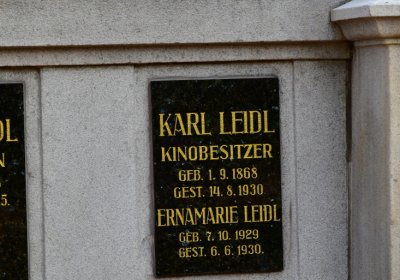 KARL LEIDL
KINOBESITZER
GEB. 1. 9. 1868
GEST. 14. 8. 1930
ERNAMARIE LEIDL
GEB. 7. 10. 1929
GEST. 6. 6. 1930.